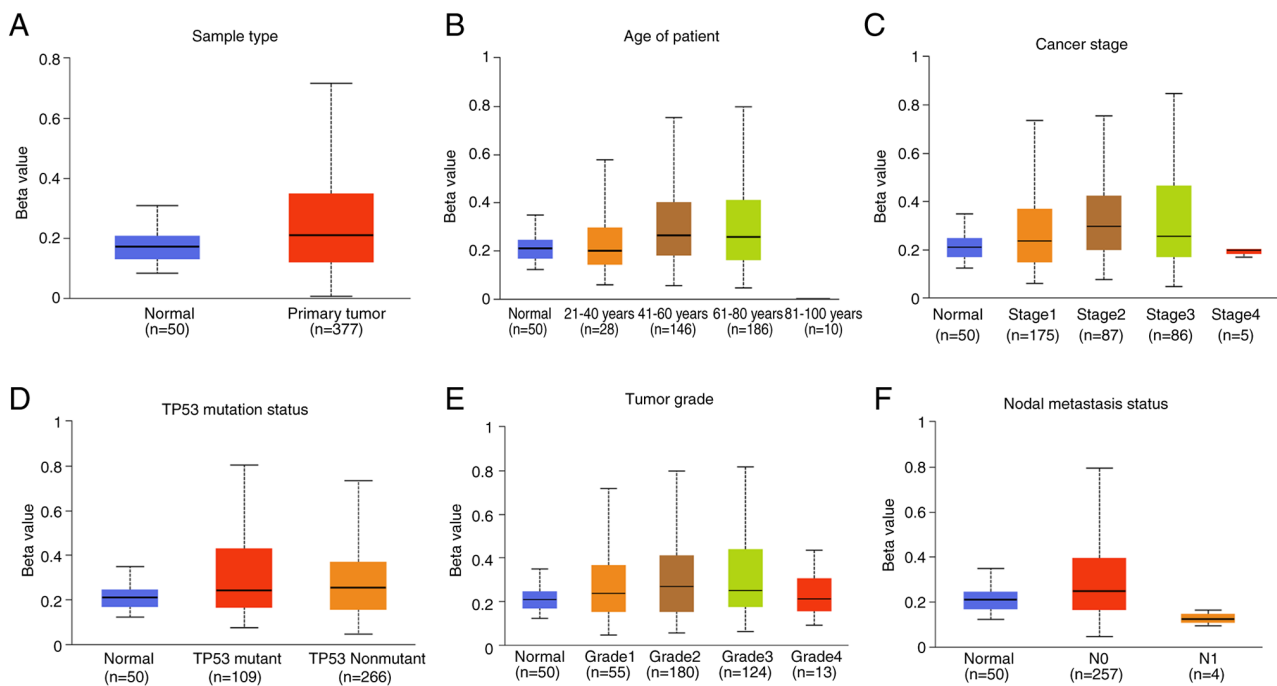 A
Sample type
Beta value
0.8
0.6
0.4
0.2
0
Normal
(n=50)
Primary tumor
(n=377)
B
Age of patient
Beta value
1
0.8
0.6
0.4
0.2
0
Normal
(n=50)
21-40 years
(n=28)
41-60 years
(n=146)
61-80 years
(n=186)
81-100 years
(n=10)
C
Cancer stage
Beta value
1
0.8
0.6
0.4
0.2
0
Normal
(n=50)
Stage1
(n=175)
Stage2
(n=87)
Stage3
(n=86)
Stage4
(n=5)
D
TP53 mutation status
Beta value
1
0.8
0.6
0.4
0.2
0
Normal
(n=50)
TP53 mutant
(n=109)
TP53 Nonmutant
(n=266)
E
Tumor grade
Beta value
1
0.8
0.6
0.4
0.2
0
Normal
(n=50)
Grade1
(n=55)
Grade2
(n=180)
Grade3
(n=124)
Grade4
(n=13)
F
Nodal metastasis status
Beta value
1
0.8
0.6
0.4
0.2
0
Normal
(n=50)
N0
(n=257)
N1
(n=4)